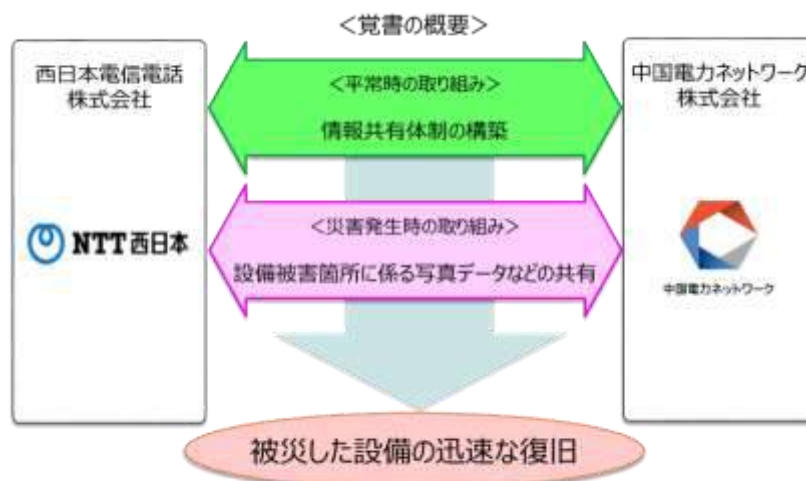 <覚書の概要>
西日本電信電話
株式会社
<平常時の取り組み>
情報共有体制の構築
中国電力ネットワーク
株式会社
NTT西日本
<災害発生時の取り組み>
設備被害箇所に係る写真データなどの共有
中国電力ネットワーク
被災した設備の迅速な復旧